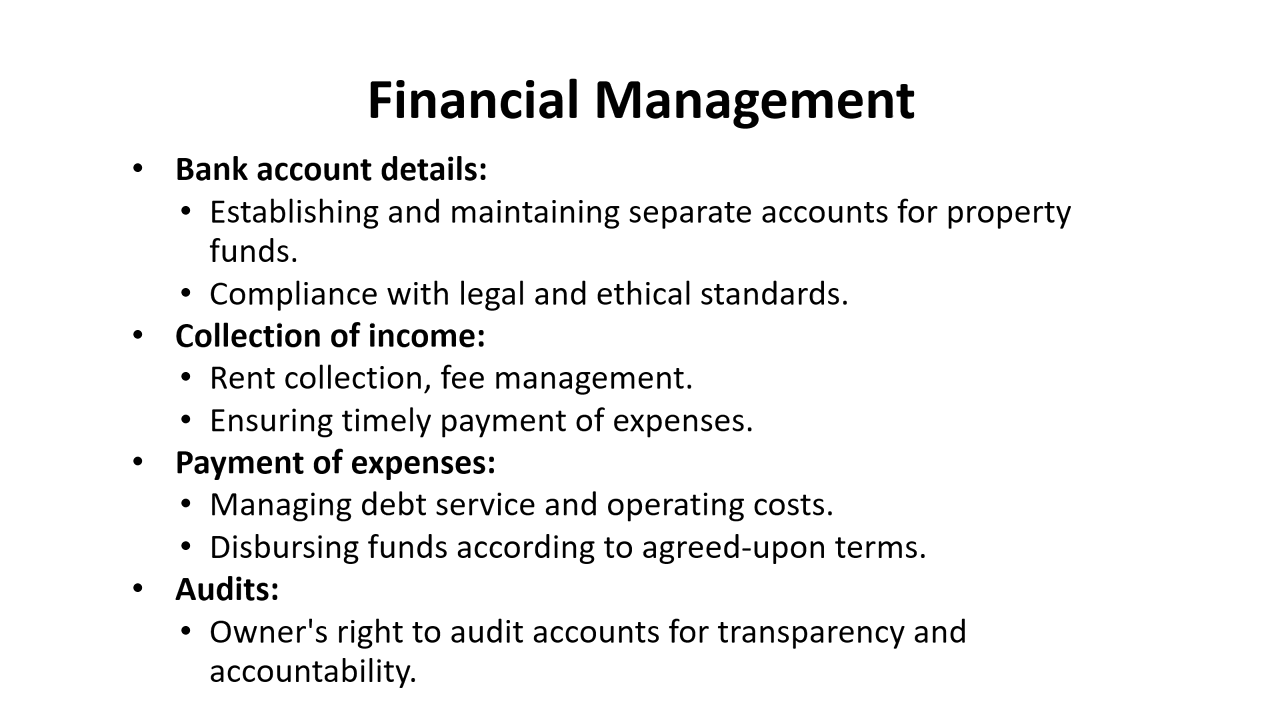 Financial Management
• Bank account details:
• Establishing and maintaining separate accounts for property
funds.
• Compliance with legal and ethical standards.
• Collection of income:
• Rent collection, fee management.
• Ensuring timely payment of expenses.
• Payment of expenses:
• Managing debt service and operating costs.
• Disbursing funds according to agreed-upon terms.
• Audits:
• Owner's right to audit accounts for transparency and
accountability.